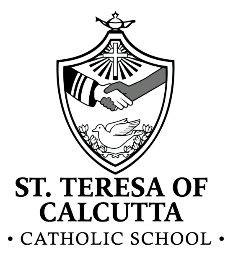 ST. TERESA OF
CALCUTTA
• CATHOLIC SCHOOL •